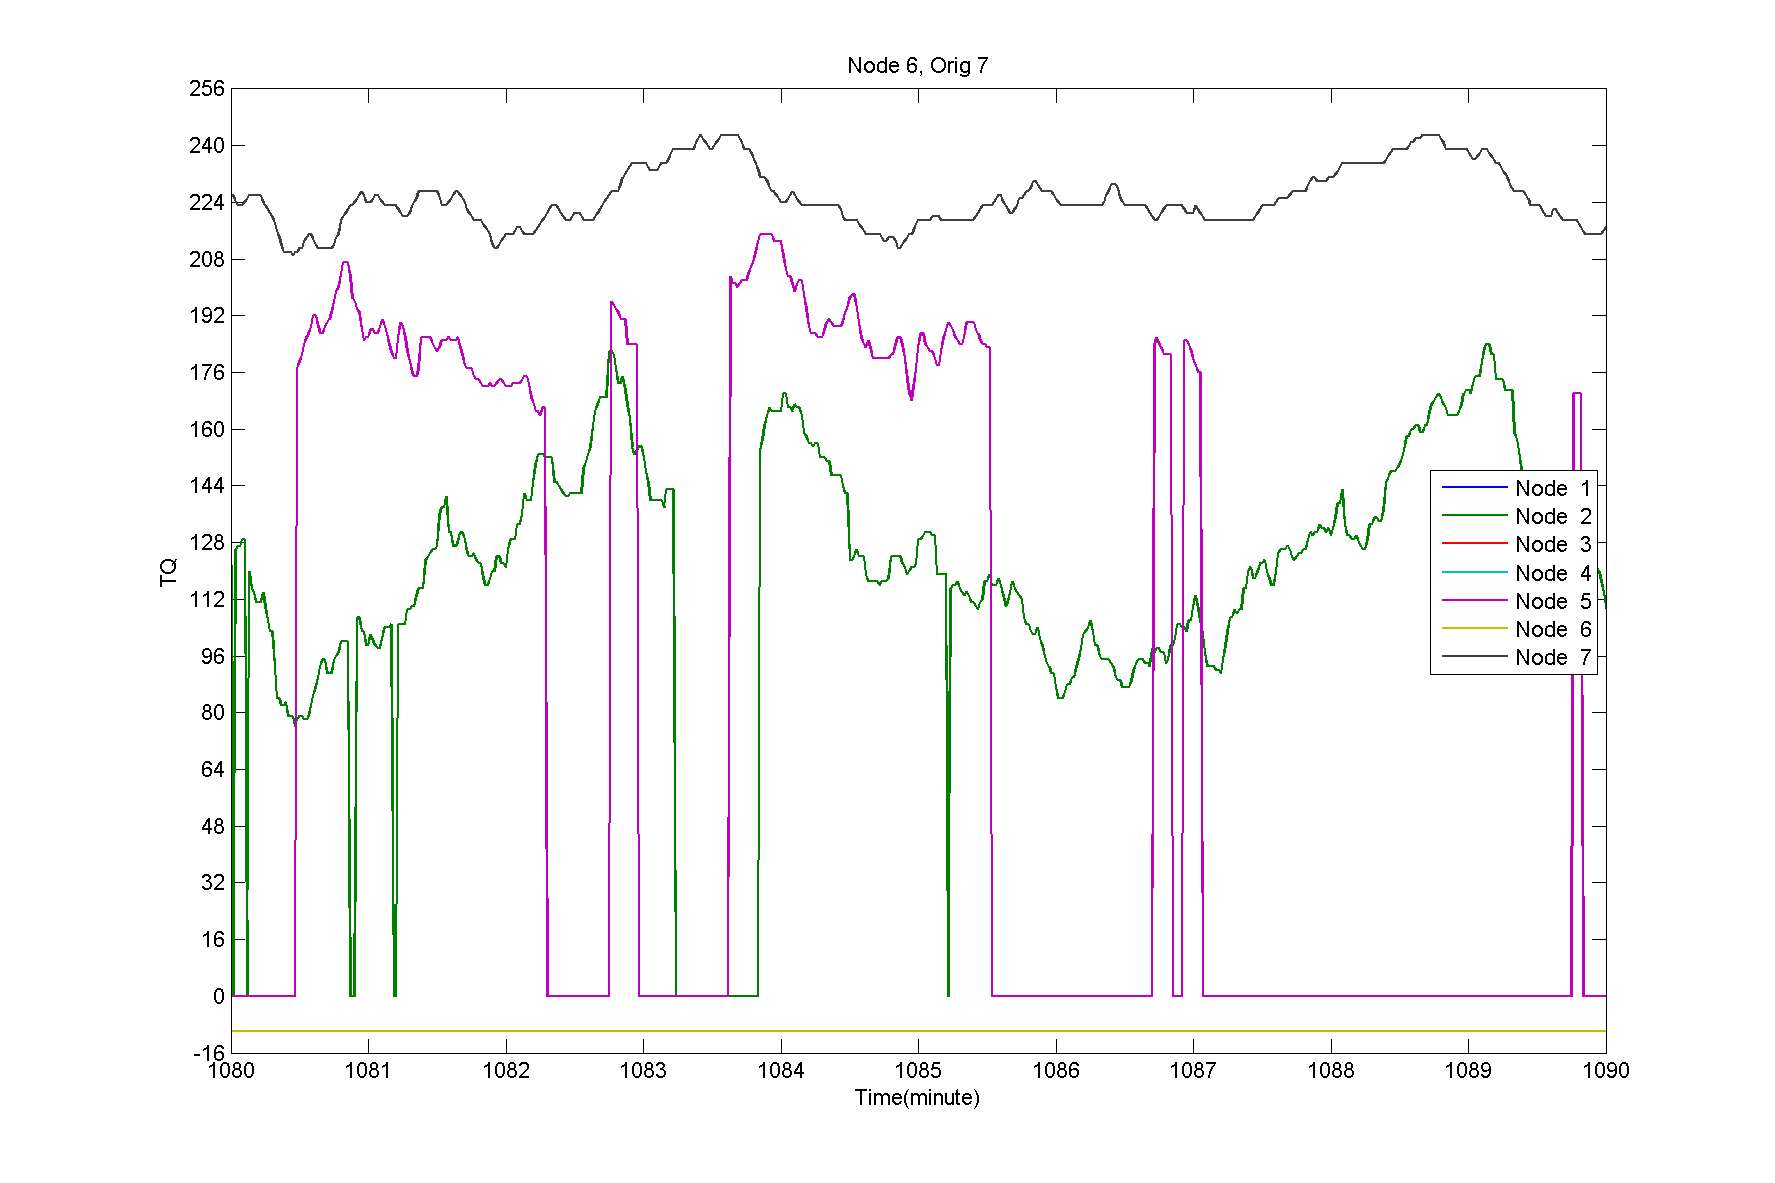 Node 6, Orig 7
256
240
224
208
192
176
160
144
128
112
96
80
64
48
32
16
0
-16
TQ
Node 1
Node 2
Node 3
Node 4
Node 5
Node 6
Node 7
1080 1081 1082 1083 1084 1085 1086 1087 1088 1089 1090
Time(minute)